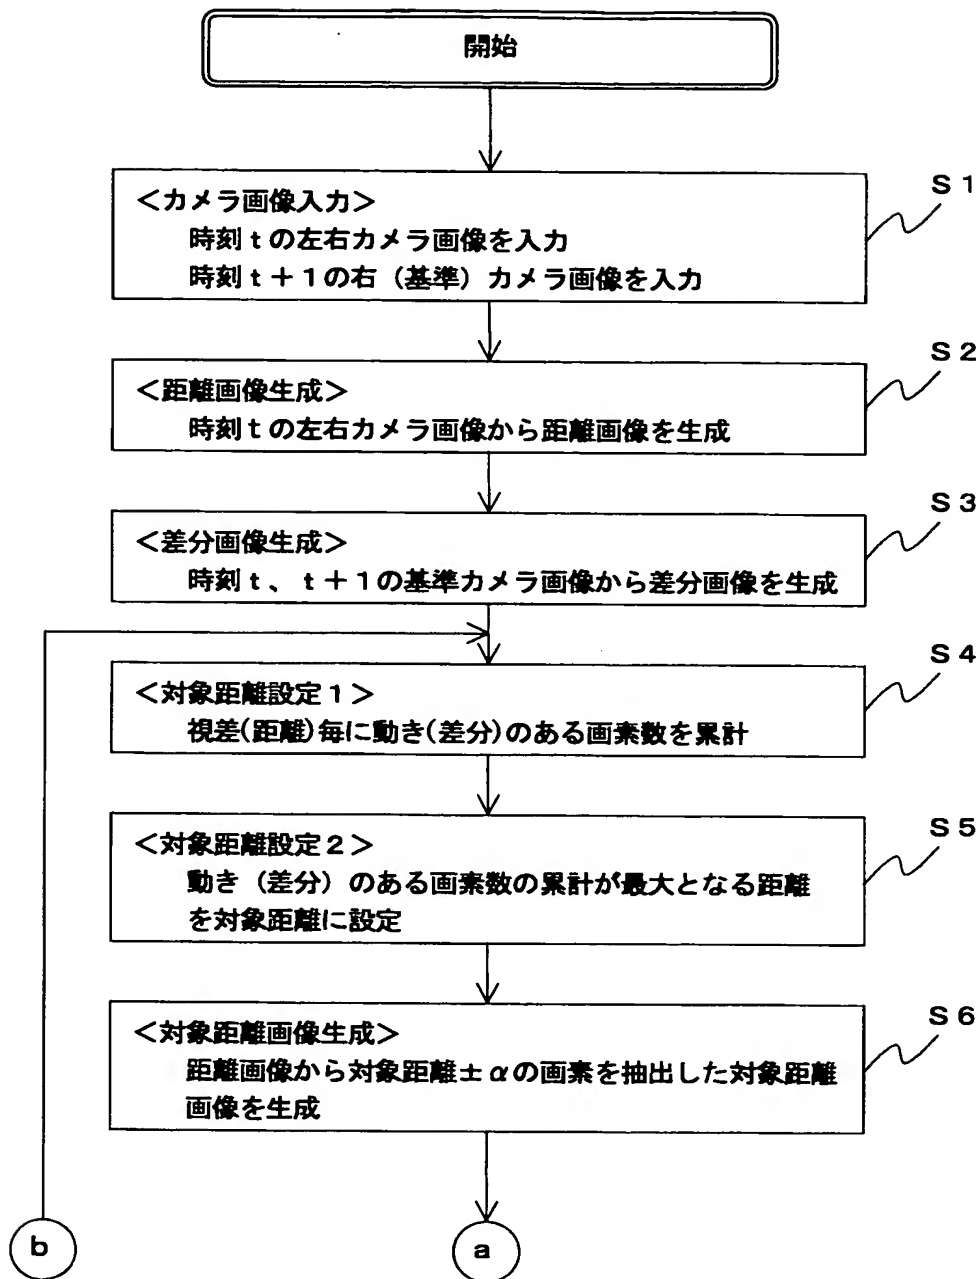 開始
S1
<カメラ画像入力>
時刻tの左右カメラ画像を入力
時刻t+1の右(基準)カメラ画像を入力
S2
<距離画像生成>
時刻tの左右カメラ画像から距離画像を生成
S3
<差分画像生成>
時刻t、t+1の基準カメラ画像から差分画像を生成
S4
<対象距離設定1>
視差(距離)毎に動き(差分)のある画素数を累計
S5
<対象距離設定2>
動き(差分)のある画素数の累計が最大となる距離
を対象距離に設定
S6
<対象距離画像生成>
距離画像から対象距離±αの画素を抽出した対象距離
画像を生成
b
a